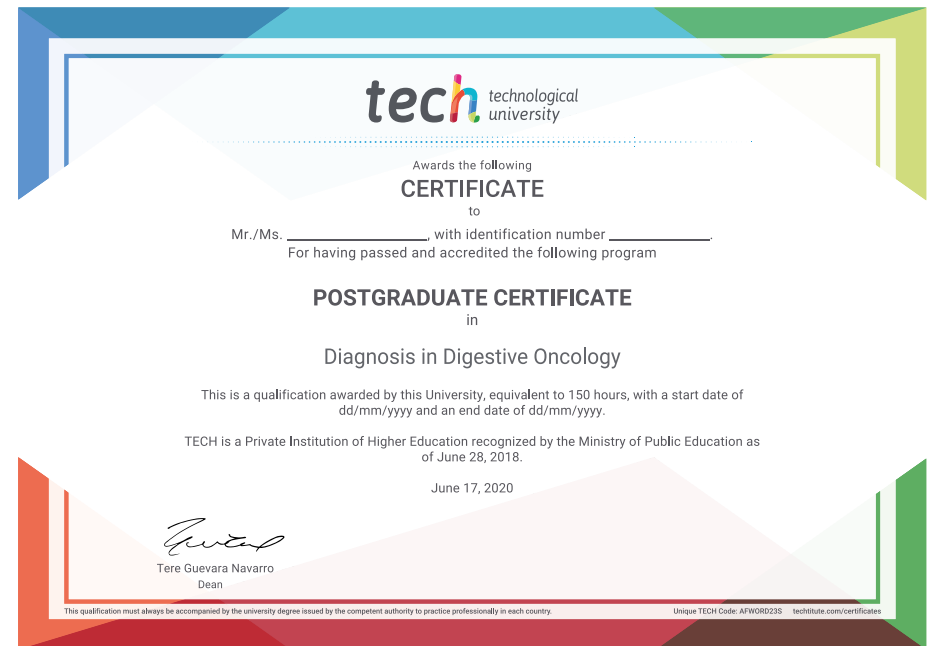 tech technological
university
Awards the following
CERTIFICATE
to
Mr./Ms. ____________________, with identification number ______________.
For having passed and accredited the following program
POSTGRADUATE CERTIFICATE
in
Diagnosis in Digestive Oncology
This is a qualification awarded by this University, equivalent to 150 hours, with a start date of
dd/mm/yyyy and an end date of dd/mm/yyyy.
TECH is a Private Institution of Higher Education recognized by the Ministry of Public Education as
of June 28, 2018.
June 17, 2020
Tere Guevara Navarro
Dean
This qualification must always be accompanied by the university degree issued by the competent authority to practice professionally in each country.
Unique TECH Code: AFWORD23S techtitute.com/certificates